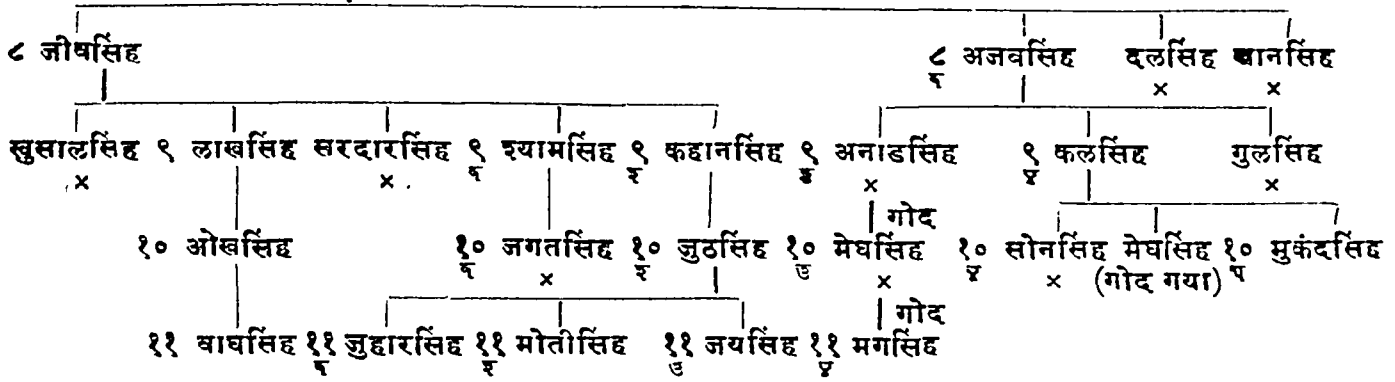 ८ जीवसिंह ८ अजवसिंह दलसिंह खानसिंह
× ×
खुसालसिंह ९ लाखसिंह सरदारसिंह ९ श्यामसिंह ९ कहानसिंह ९ अनाडसिंह ९ कलसिंह गुलसिंह
× × × ×
गोद
१० ओखसिंह १० जगतसिंह १० जुठसिंह १० मेघसिंह १० सोनसिंह मेघसिंह १० मुकंदसिंह
× × × (गोद गया)
गोद
११ वाघसिंह ११ जुहारसिंह ११ मोतीसिंह ११ जयसिंह ११ मगसिंह